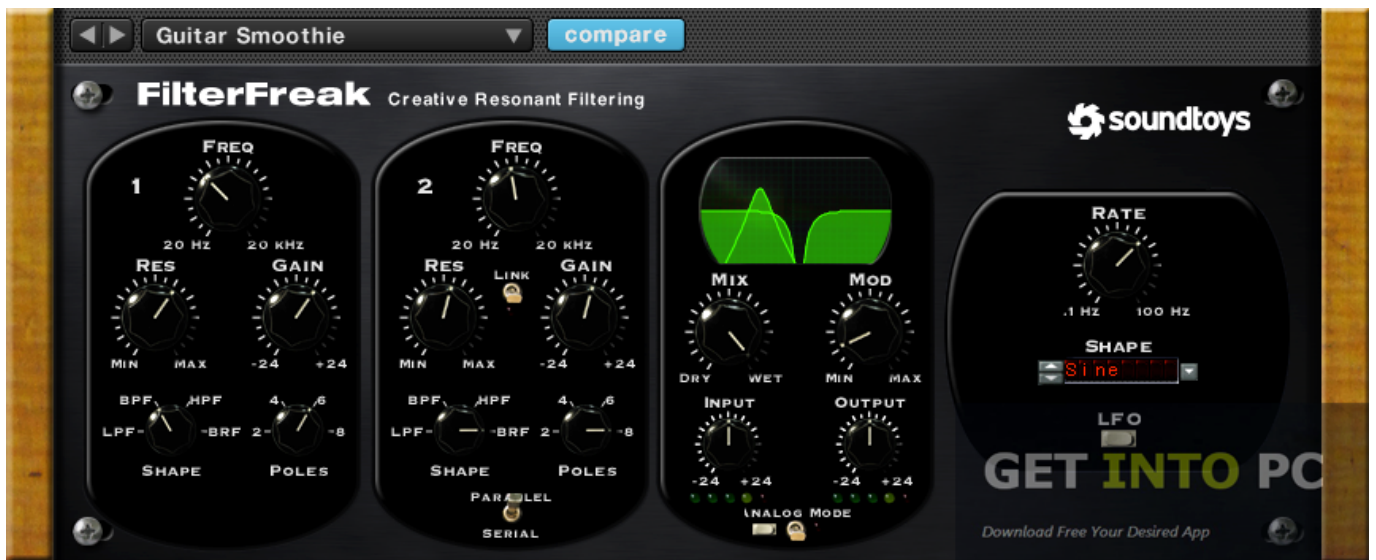 Guitar Smoothie
compare
FilterFreak Creative Resonant Filtering
soundtoys
1
FREQ
20 HZ 20 KHZ
RES GAIN
MIN MAX -24 +24
BPF HPF 4 6
LPF BRF 2 8
SHAPE POLES
2
FREQ
20 HZ 20 KHZ
RES LINK GAIN
MIN MAX -24 +24
BPF HPF 4 6
LPF BRF 2 8
SHAPE POLES
PARALLEL
SERIAL
MIX MOD
DRY WET MIN MAX
INPUT OUTPUT
-24 +24 -24 +24
ANALOG MODE
RATE
.1 HZ 100 HZ
SHAPE
Sine
LFO
GET INTO PC
Download Free Your Desired App